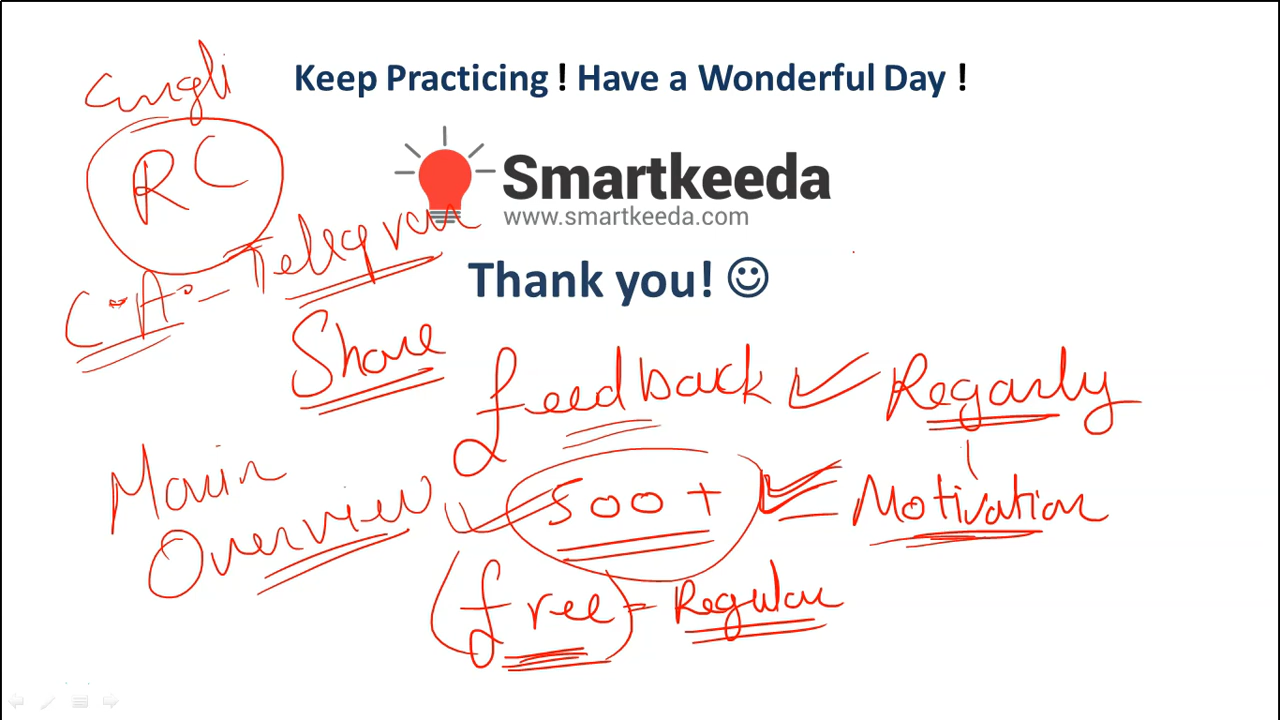 Keep Practicing ! Have a Wonderful Day !
Engli
RC
Smartkeeda
www.smartkeeda.com
C.A. - Telegram
Thank you! ☺
Share
feedback ✓ Regarly
500 +
Motivation
Overview
(free) = Regular